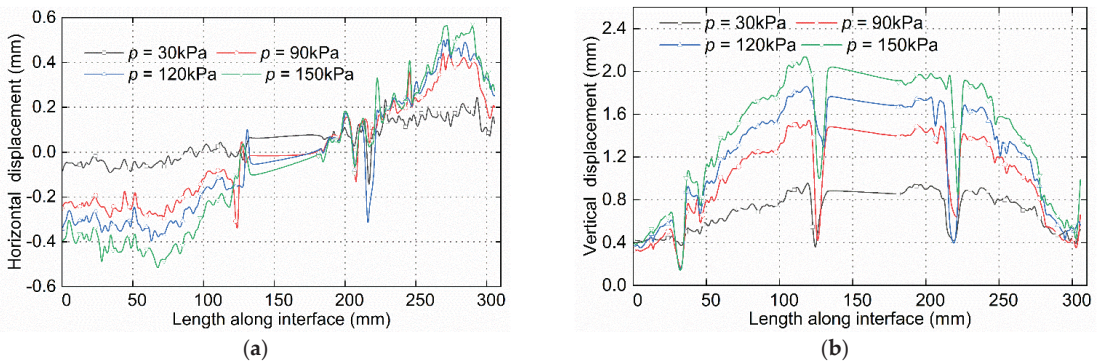 Horizontal displacement (mm)
0.6
0.4
0.2
0.0
-0.2
-0.4
-0.6
p = 30kPa
p = 90kPa
p = 120kPa
p = 150kPa
0 50 100 150 200 250 300
Length along interface (mm)
(a)
Vertical displacement (mm)
2.4
2.0
1.6
1.2
0.8
0.4
0.0
p = 30kPa
p = 90kPa
p = 120kPa
p = 150kPa
0 50 100 150 200 250 300
Length along interface (mm)
(b)